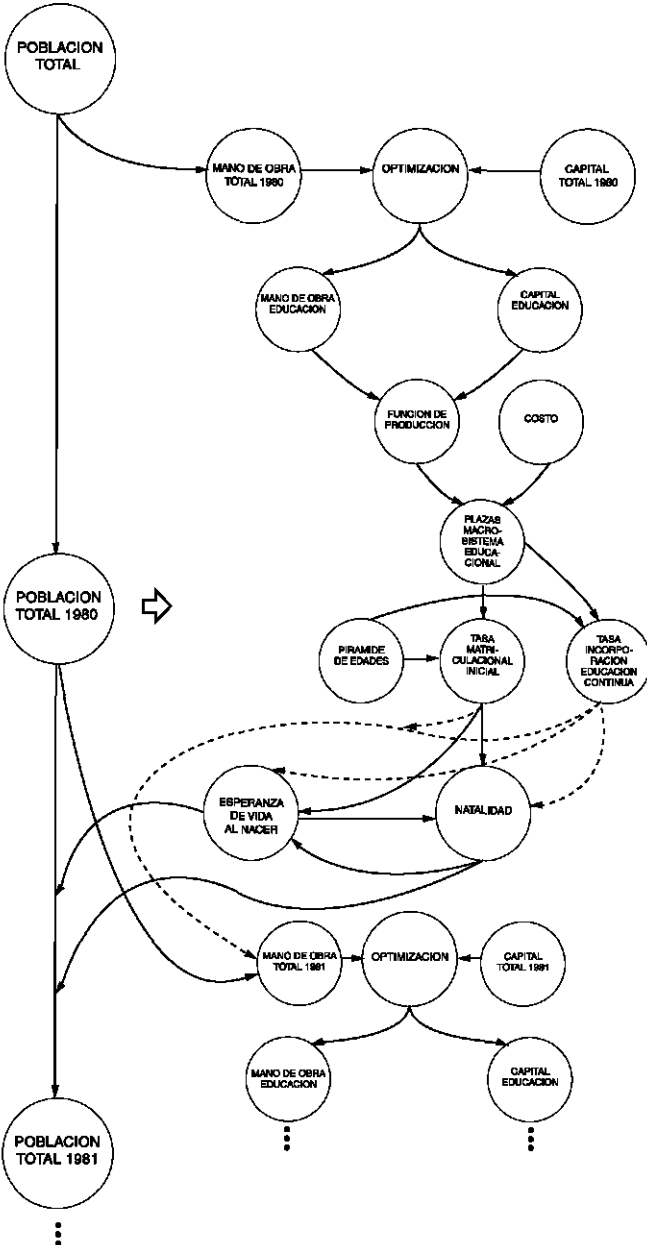 POBLACION
TOTAL
MANO DE OBRA
TOTAL 1980
OPTIMIZACION
CAPITAL
TOTAL 1980
MANO DE OBRA
EDUCACION
CAPITAL
EDUCACION
FUNCION DE
PRODUCCION
COSTO
PLAZAS
MACRO-
SISTEMA
EDUCA-
CIONAL
POBLACION
TOTAL 1980
PIRAMIDE
DE EDADES
TASA
MATRI-
CULACIONAL
INICIAL
TASA
INCORPO-
RACION
EDUCACION
CONTINUA
ESPERANZA
DE VIDA
AL NACER
NATALIDAD
MANO DE OBRA
TOTAL 1981
OPTIMIZACION
CAPITAL
TOTAL 1981
MANO DE OBRA
EDUCACION
CAPITAL
EDUCACION
POBLACION
TOTAL 1981